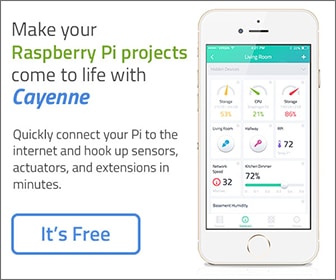 Make your
Raspberry Pi projects
come to life with
Cayenne
Quickly connect your Pi to the
internet and hook up sensors,
actuators, and extensions in
minutes.
It's Free
Living Room
Storage
CPU
Storage
53%
21%
86%
Living Room
Hallway
RPI
72°
Network
Speed
Kitchen Dimmer
32
72%
Basement Humidity